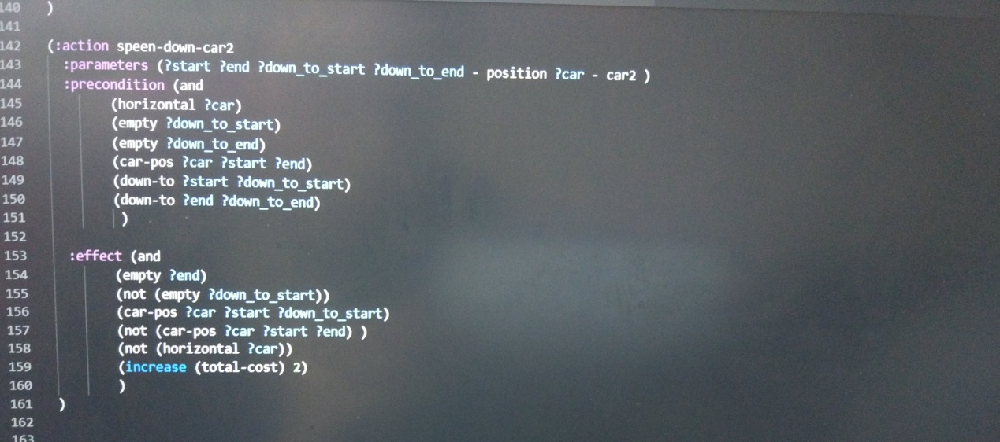 140 )
141
142 (:action speen-down-car2
143 :parameters (?start ?end ?down_to_start ?down_to_end - position ?car - car2 )
144 :precondition (and
145 (horizontal ?car)
146 (empty ?down_to_start)
147 (empty ?down_to_end)
148 (car-pos ?car ?start ?end)
149 (down-to ?start ?down_to_start)
150 (down-to ?end ?down_to_end)
151 )
152
153 :effect (and
154 (empty ?end)
155 (not (empty ?down_to_start))
156 (car-pos ?car ?start ?down_to_start)
157 (not (car-pos ?car ?start ?end) )
158 (not (horizontal ?car))
159 (increase (total-cost) 2)
160 )
161 )
162
163